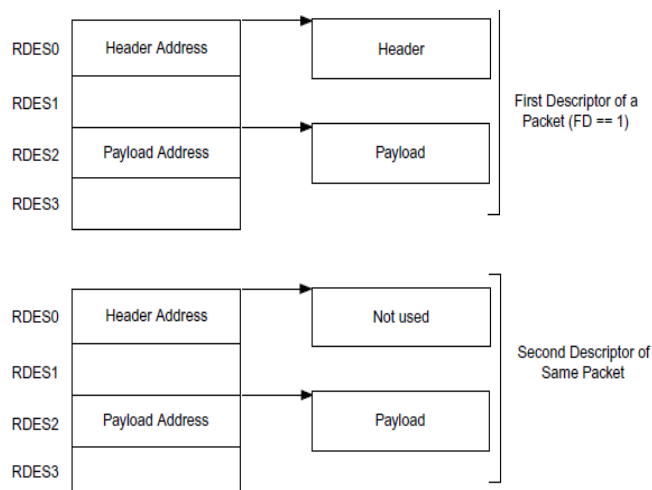 RDES0
Header Address
Header
RDES1
First Descriptor of a
Packet (FD == 1)
RDES2
Payload Address
Payload
RDES3
RDES0
Header Address
Not used
Second Descriptor of
Same Packet
RDES1
RDES2
Payload Address
Payload
RDES3